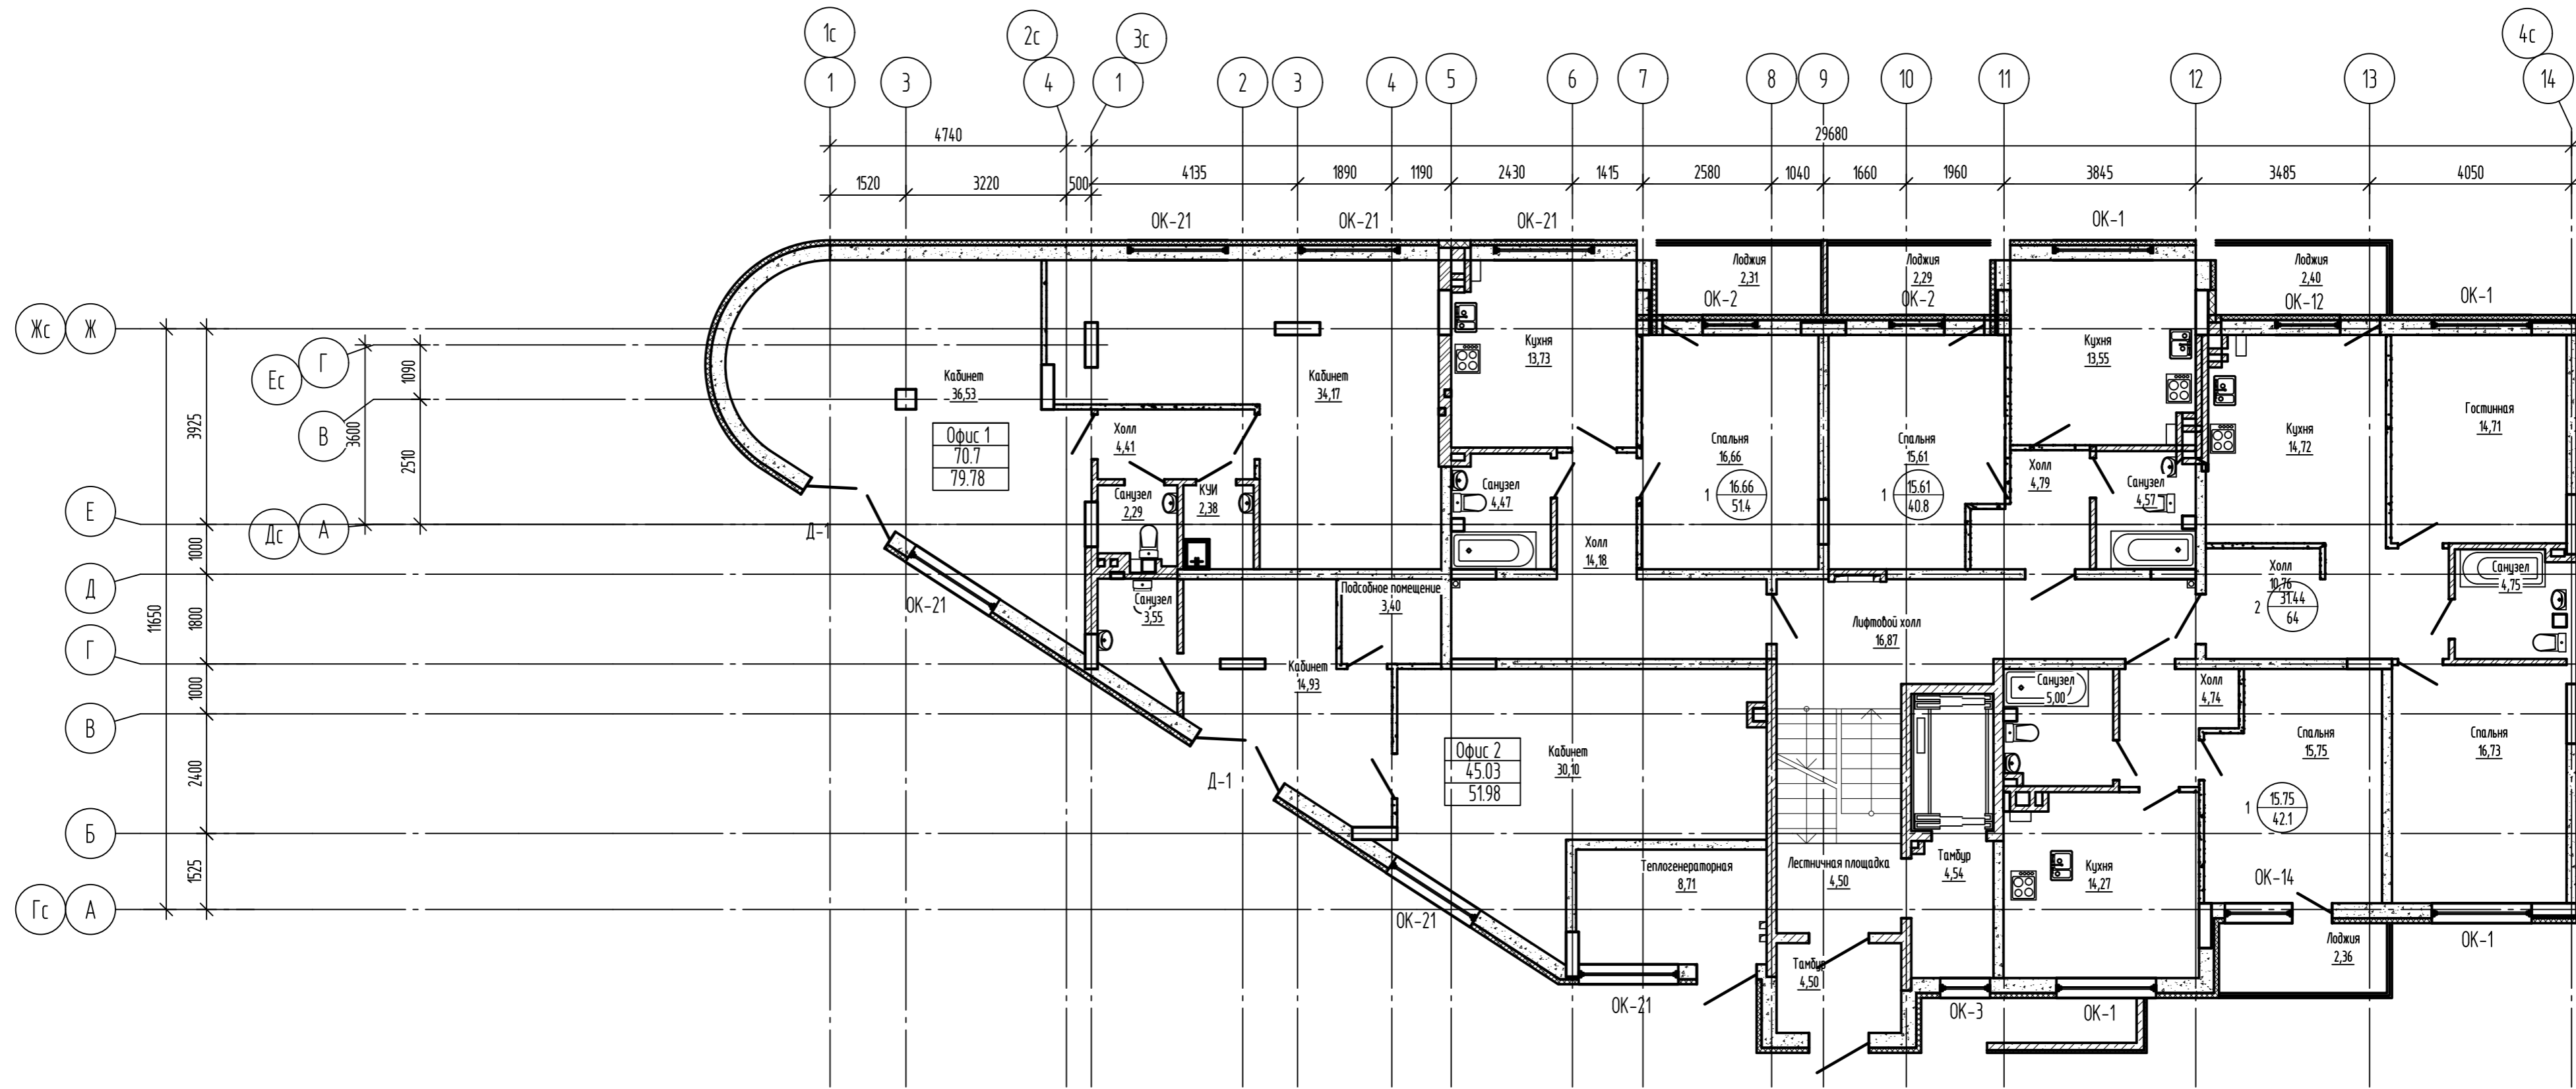 1с 2с 3с 4с
1 3 4 1 2 3 4 5 6 7 8 9 10 11 12 13 14
4740 29680
1520 3220 500 4135 1890 1190 2430 1415 2580 1040 1660 1960 3845 3485 4050
ОК-21 ОК-21 ОК-21 ОК-1
Лоджия
2,31
Лоджия
2,29
Лоджия
2,40
ОК-2 ОК-2 ОК-12 ОК-1
Жс Ж
Ес Г
В
Е
Дс А
Д
Г
В
Б
Гс А
11650
3925
1000
1800
1000
2400
1525
3600
1090
2510
Кабинет
36,53
Офис 1
70.7
79.78
Кабинет
34,17
Холл
4,41
Санузел
2,29
КУИ
2,38
Д-1
ОК-21
Санузел
3,55
Подсобное помещение
3,40
Кабинет
14,93
Кухня
13,73
Санузел
4,47
Холл
14,18
Спальня
16,66
1
16.66
51.4
Спальня
15,61
1
15.61
40.8
Кухня
13,55
Холл
4,79
Санузел
4,57
Кухня
14,72
Гостинная
14,71
Холл
10,76
2
31.44
64
Санузел
4,75
Лифтовой холл
16,87
Д-1
Офис 2
45.03
51.98
Кабинет
30,10
Санузел
5,00
Холл
4,74
Спальня
15,75
Спальня
16,73
1
15.75
42.1
Теплогенераторная
8,71
Лестничная площадка
4,50
Тамбур
4,54
Кухня
14,27
ОК-14
ОК-21
Тамбур
4,50
Лоджия
2,36
ОК-1
ОК-21
ОК-3
ОК-1